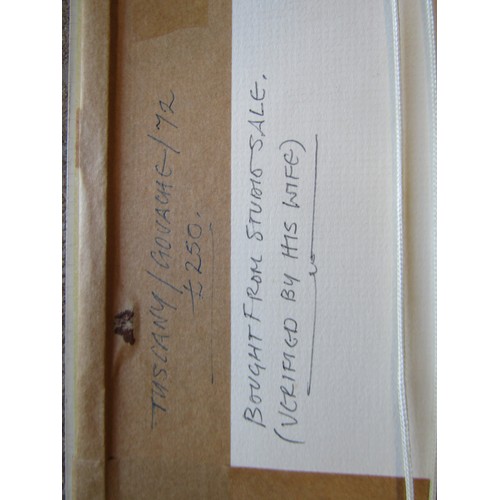 TUSCANY/GOUACHE/72
£250.
BOUGHT FROM STUDIO SALE.
(VERIFIED BY HIS WIFE)